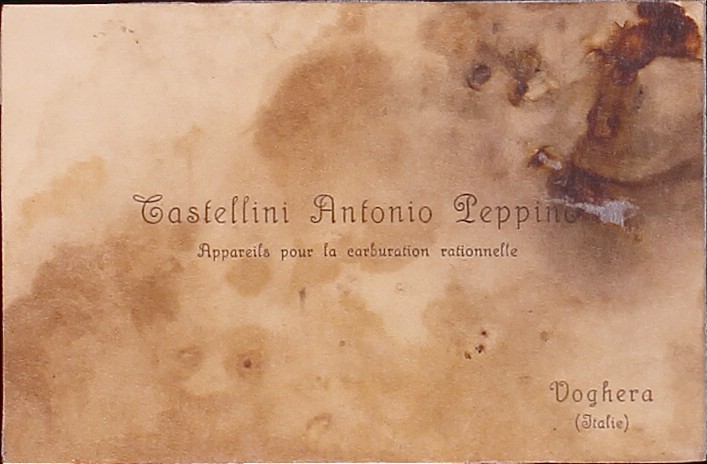 Castellini Antonio Peppino
Appareils pour la carburation rationnelle
Voghera
(Italie)